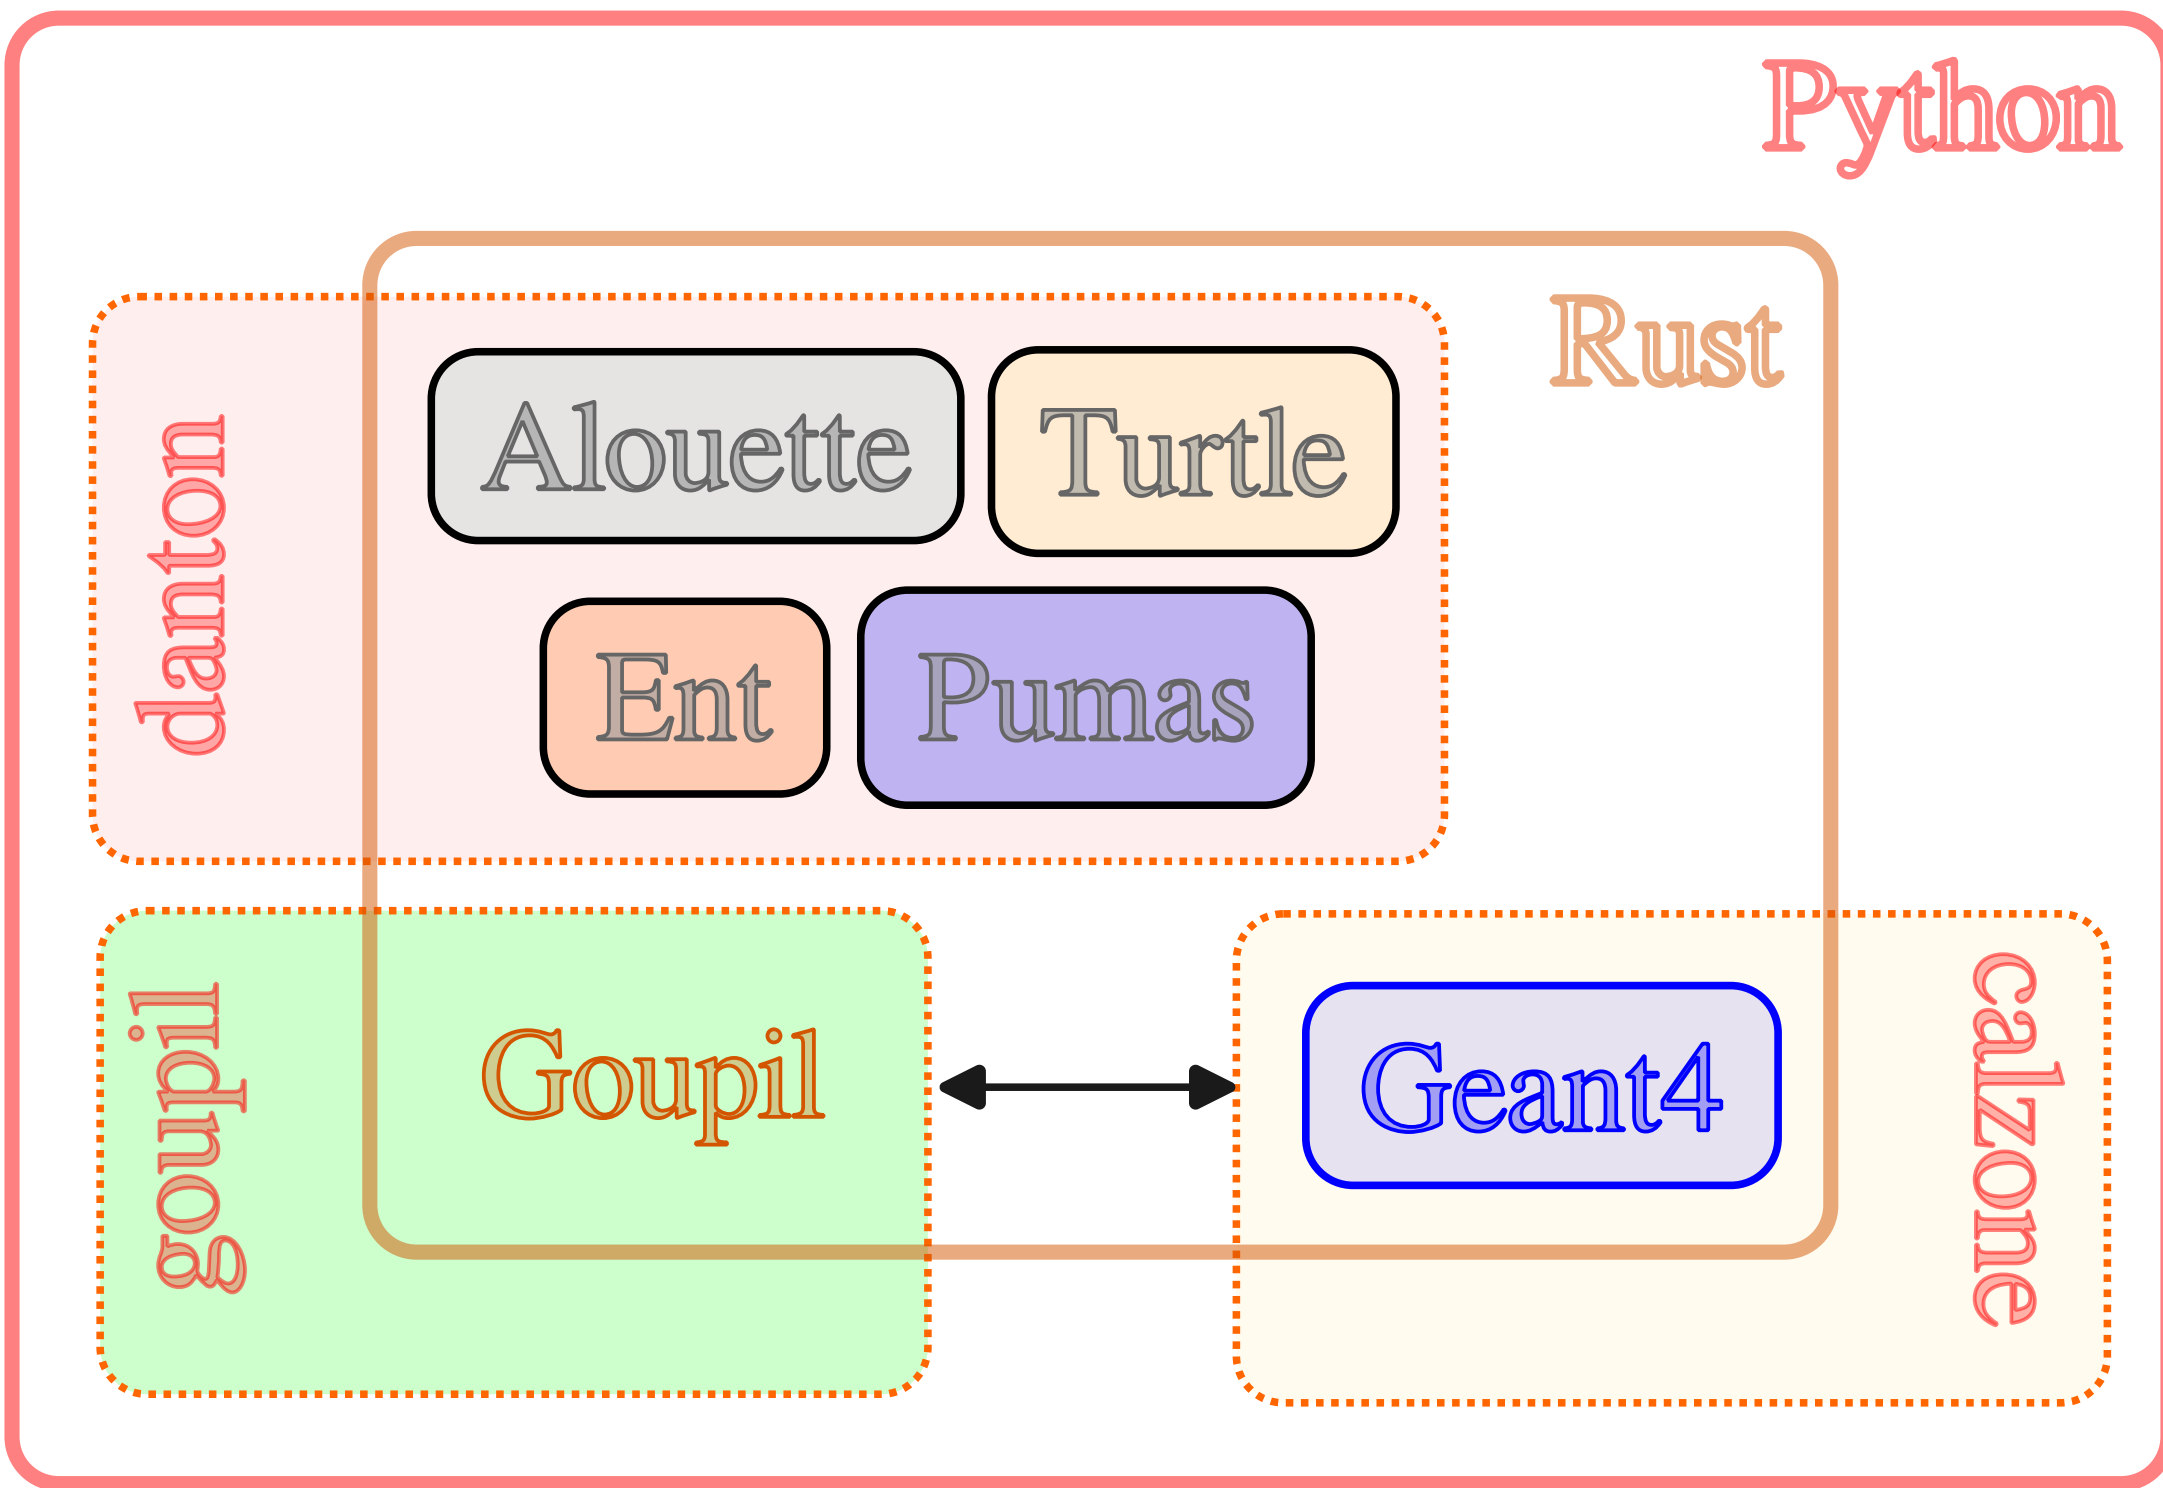 Python
Rust
danton
Alouette
Turtle
Ent
Pumas
goupil
Goupil
Geant4
calzone